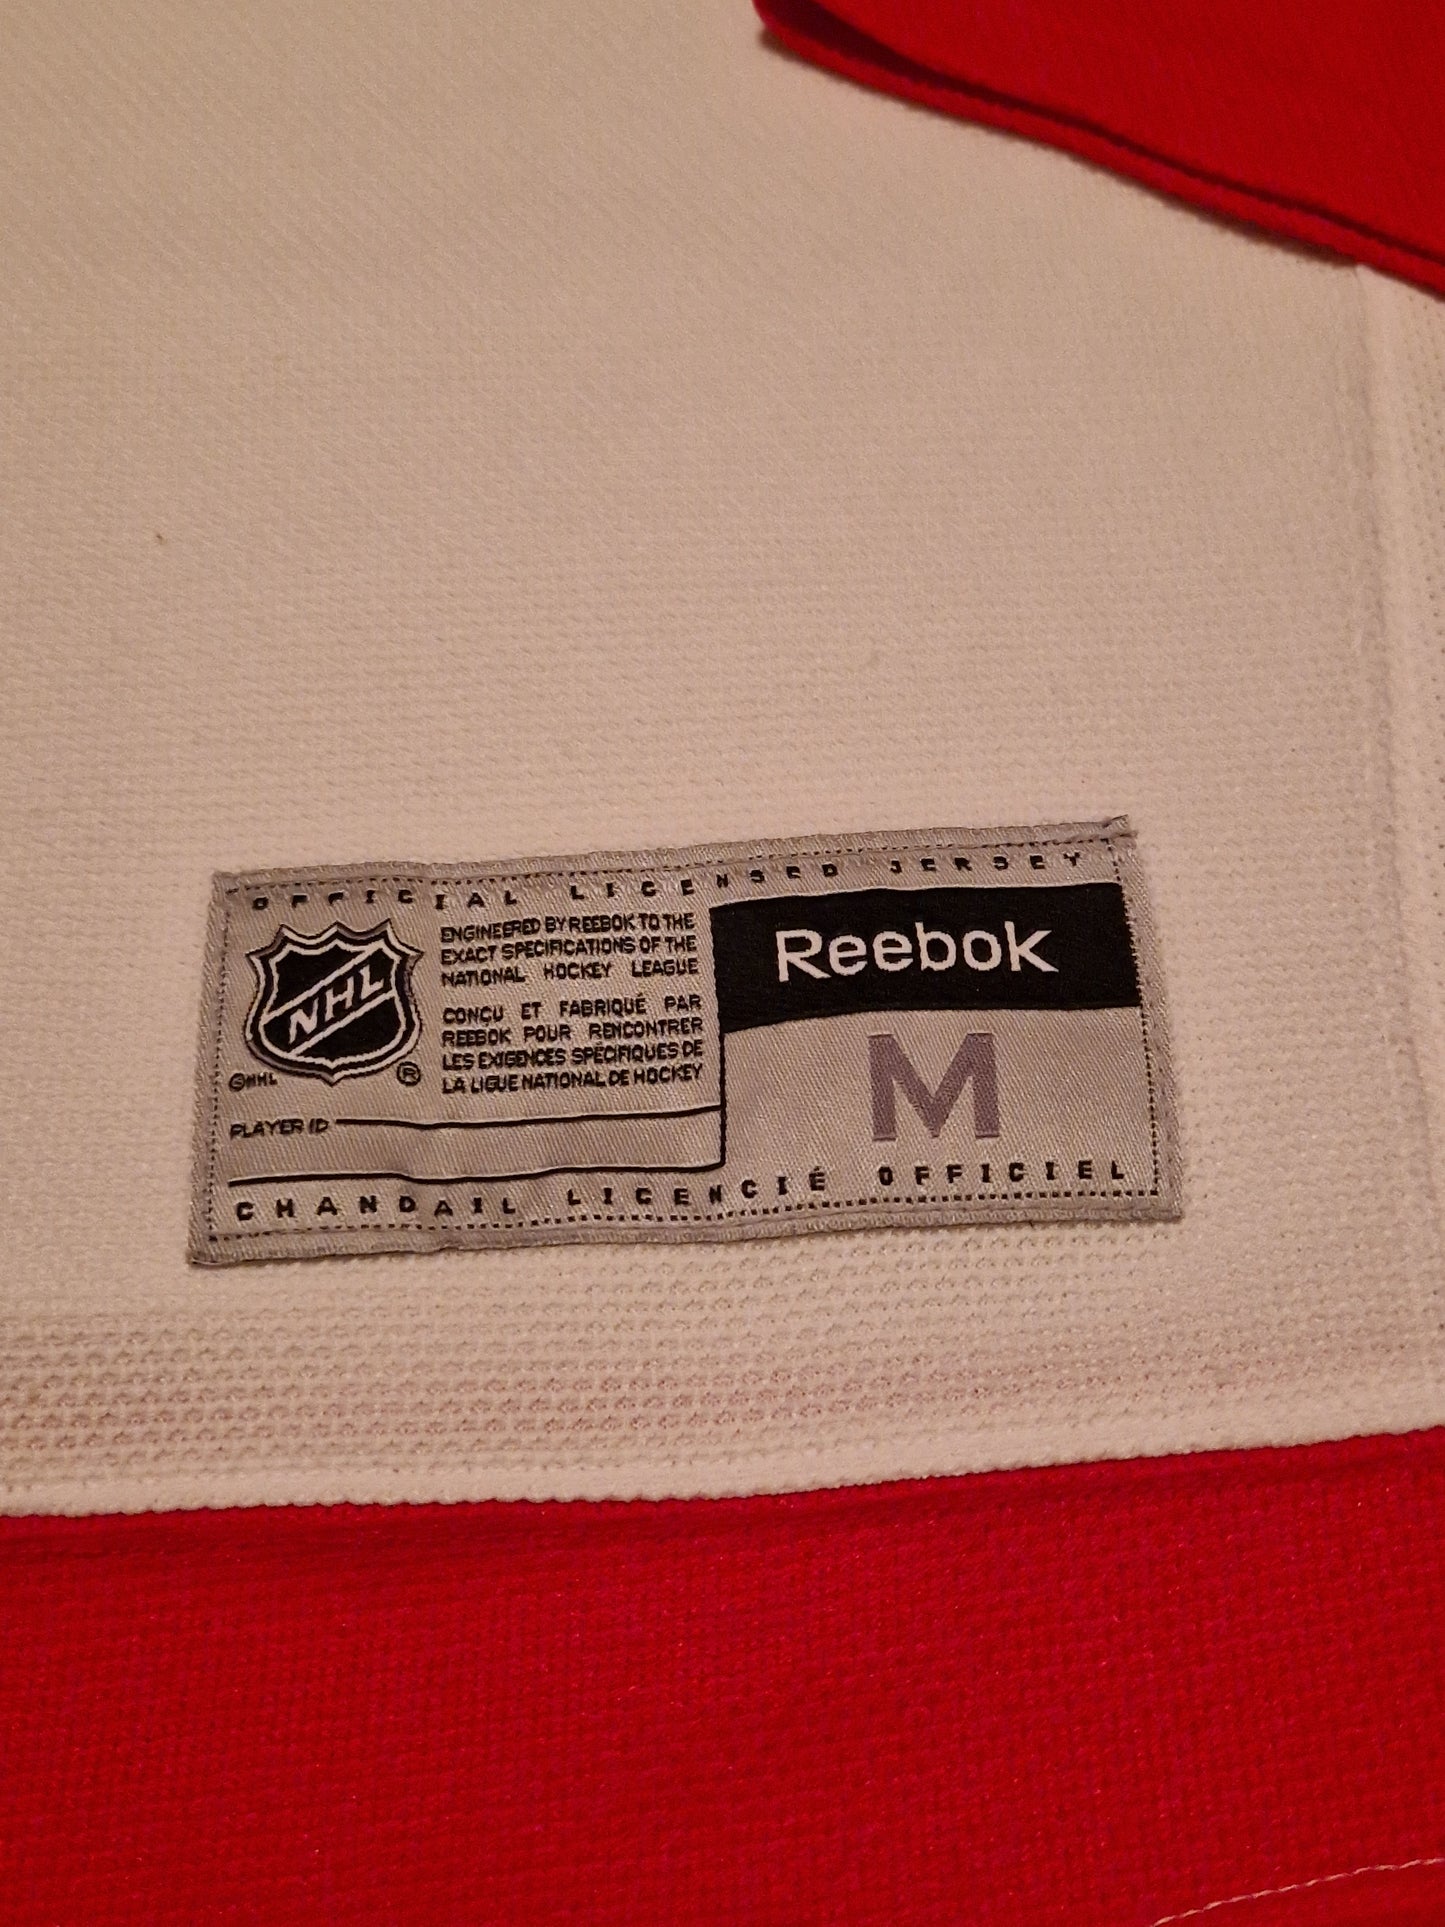 OFFICIAL LICENSED JERSEY
NHL
®
©NHL
ENGINEERED BY REEBOK TO THE
EXACT SPECIFICATIONS OF THE
NATIONAL HOCKEY LEAGUE
CONÇU ET FABRIQUÉ PAR
REEBOK POUR RENCONTRER
LES EXIGENCES SPÉCIFIQUES DE
LA LIGUE NATIONAL DE HOCKEY
PLAYER ID
Reebok
M
CHANDAIL LICENCIÉ OFFICIEL